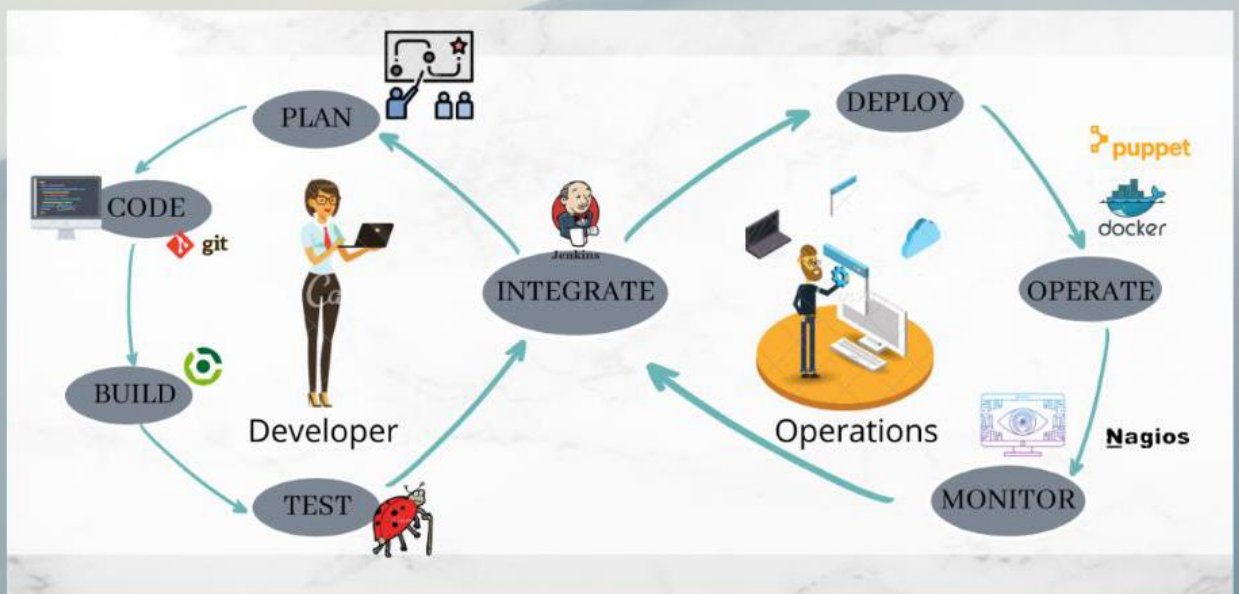 PLAN
DEPLOY
puppet
CODE
git
docker
Jenkins
INTEGRATE
OPERATE
BUILD
Developer
Operations
Nagios
TEST
MONITOR